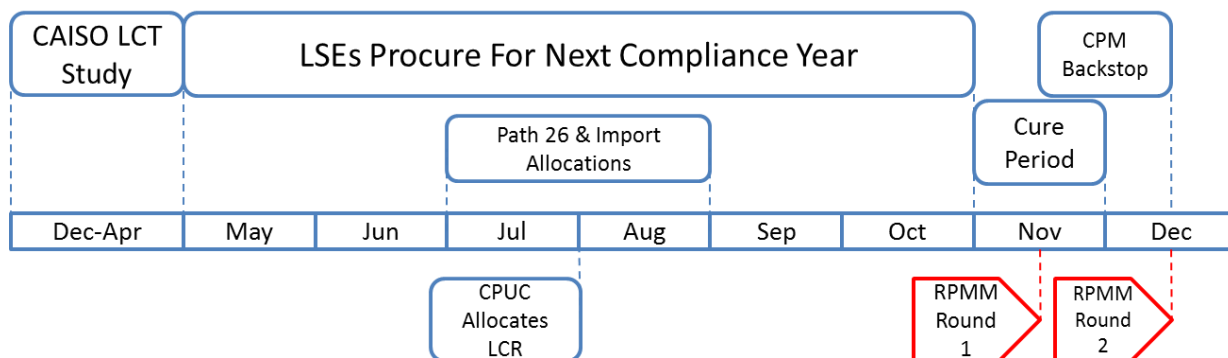 CAISO LCT
Study
LSEs Procure For Next Compliance Year
CPM
Backstop
Path 26 & Import
Allocations
Cure
Period
Dec-Apr
May
Jun
Jul
Aug
Sep
Oct
Nov
Dec
CPUC
Allocates
LCR
RPMM
Round
1
RPMM
Round
2